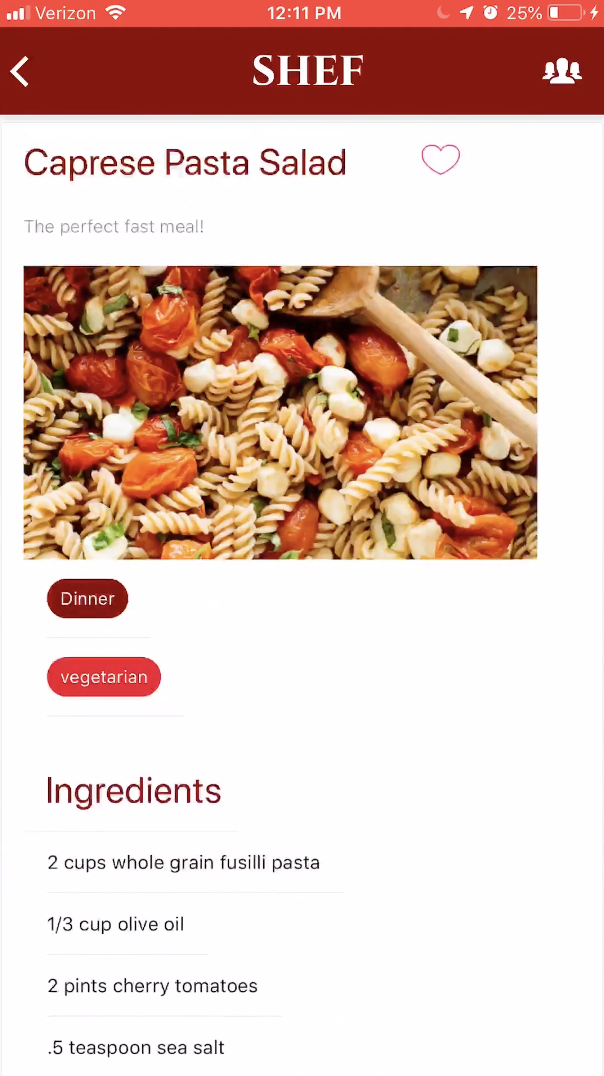 Verizon 12:11 PM 25%
SHEF
Caprese Pasta Salad
The perfect fast meal!
Dinner
vegetarian
Ingredients
2 cups whole grain fusilli pasta
1/3 cup olive oil
2 pints cherry tomatoes
.5 teaspoon sea salt